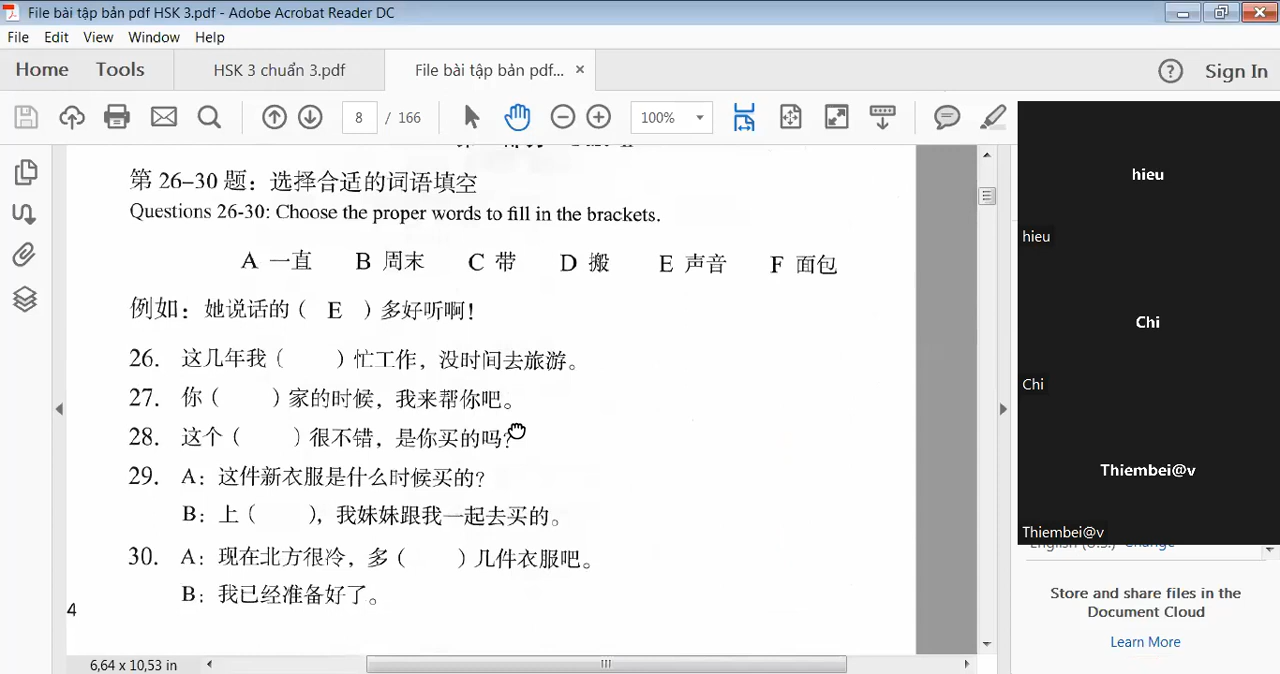 File bài tập bản pdf HSK 3.pdf - Adobe Acrobat Reader DC
File Edit View Window Help
Home Tools HSK 3 chuẩn 3.pdf File bài tập bản pdf... × Sign In
8 / 166 100%
第 26–30 题：选择合适的词语填空
Questions 26-30: Choose the proper words to fill in the brackets.
A 一直 B 周末 C 带 D 搬 E 声音 F 面包
例如：她说话的（ E ）多好听啊！
26. 这几年我（ ）忙工作，没时间去旅游。
27. 你（ ）家的时候，我来帮你吧。
28. 这个（ ）很不错，是你买的吗？
29. A：这件新衣服是什么时候买的？
B：上（ ），我妹妹跟我一起去买的。
30. A：现在北方很冷，多（ ）几件衣服吧。
B：我已经准备好了。
4
6,64 x 10,53 in
hieu
hieu
Chi
Chi
Thiembei@v
Thiembei@v
Store and share files in the
Document Cloud
Learn More